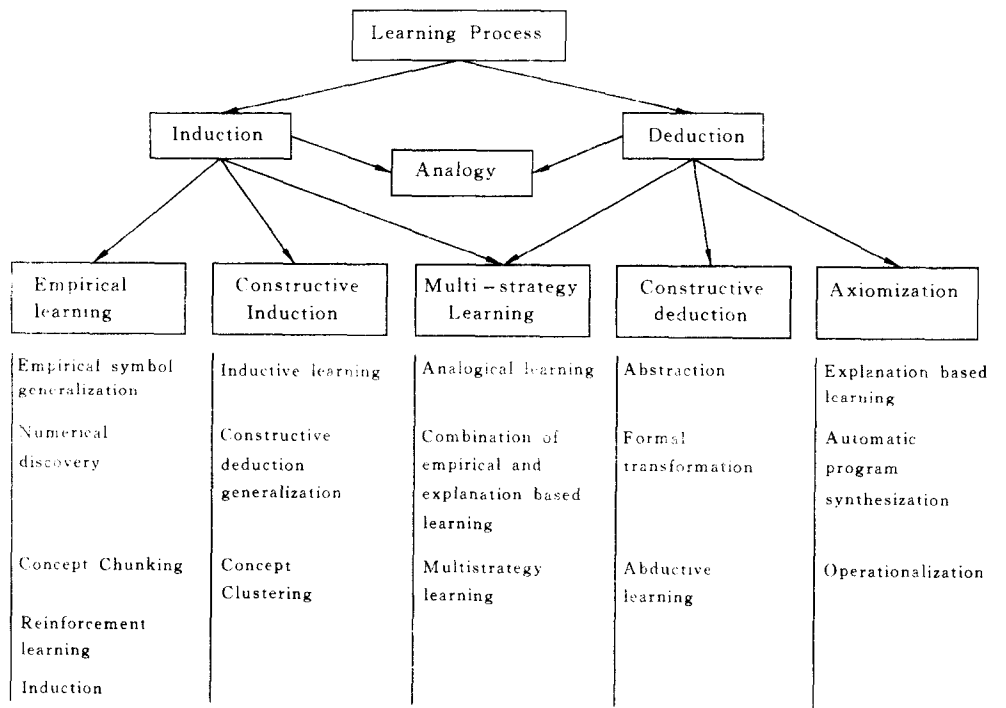 Learning Process
Induction
Deduction
Analogy
Empirical
learning
Constructive
Induction
Multi-strategy
Learning
Constructive
deduction
Axiomization
Empirical symbol
generalization
Numerical
discovery
Concept Chunking
Reinforcement
learning
Induction
Inductive learning
Constructive
deduction
generalization
Concept
Clustering
Analogical learning
Combination of
empirical and
explanation based
learning
Multistrategy
learning
Abstraction
Formal
transformation
Abductive
learning
Explanation based
learning
Automatic
program
synthesization
Operationalization